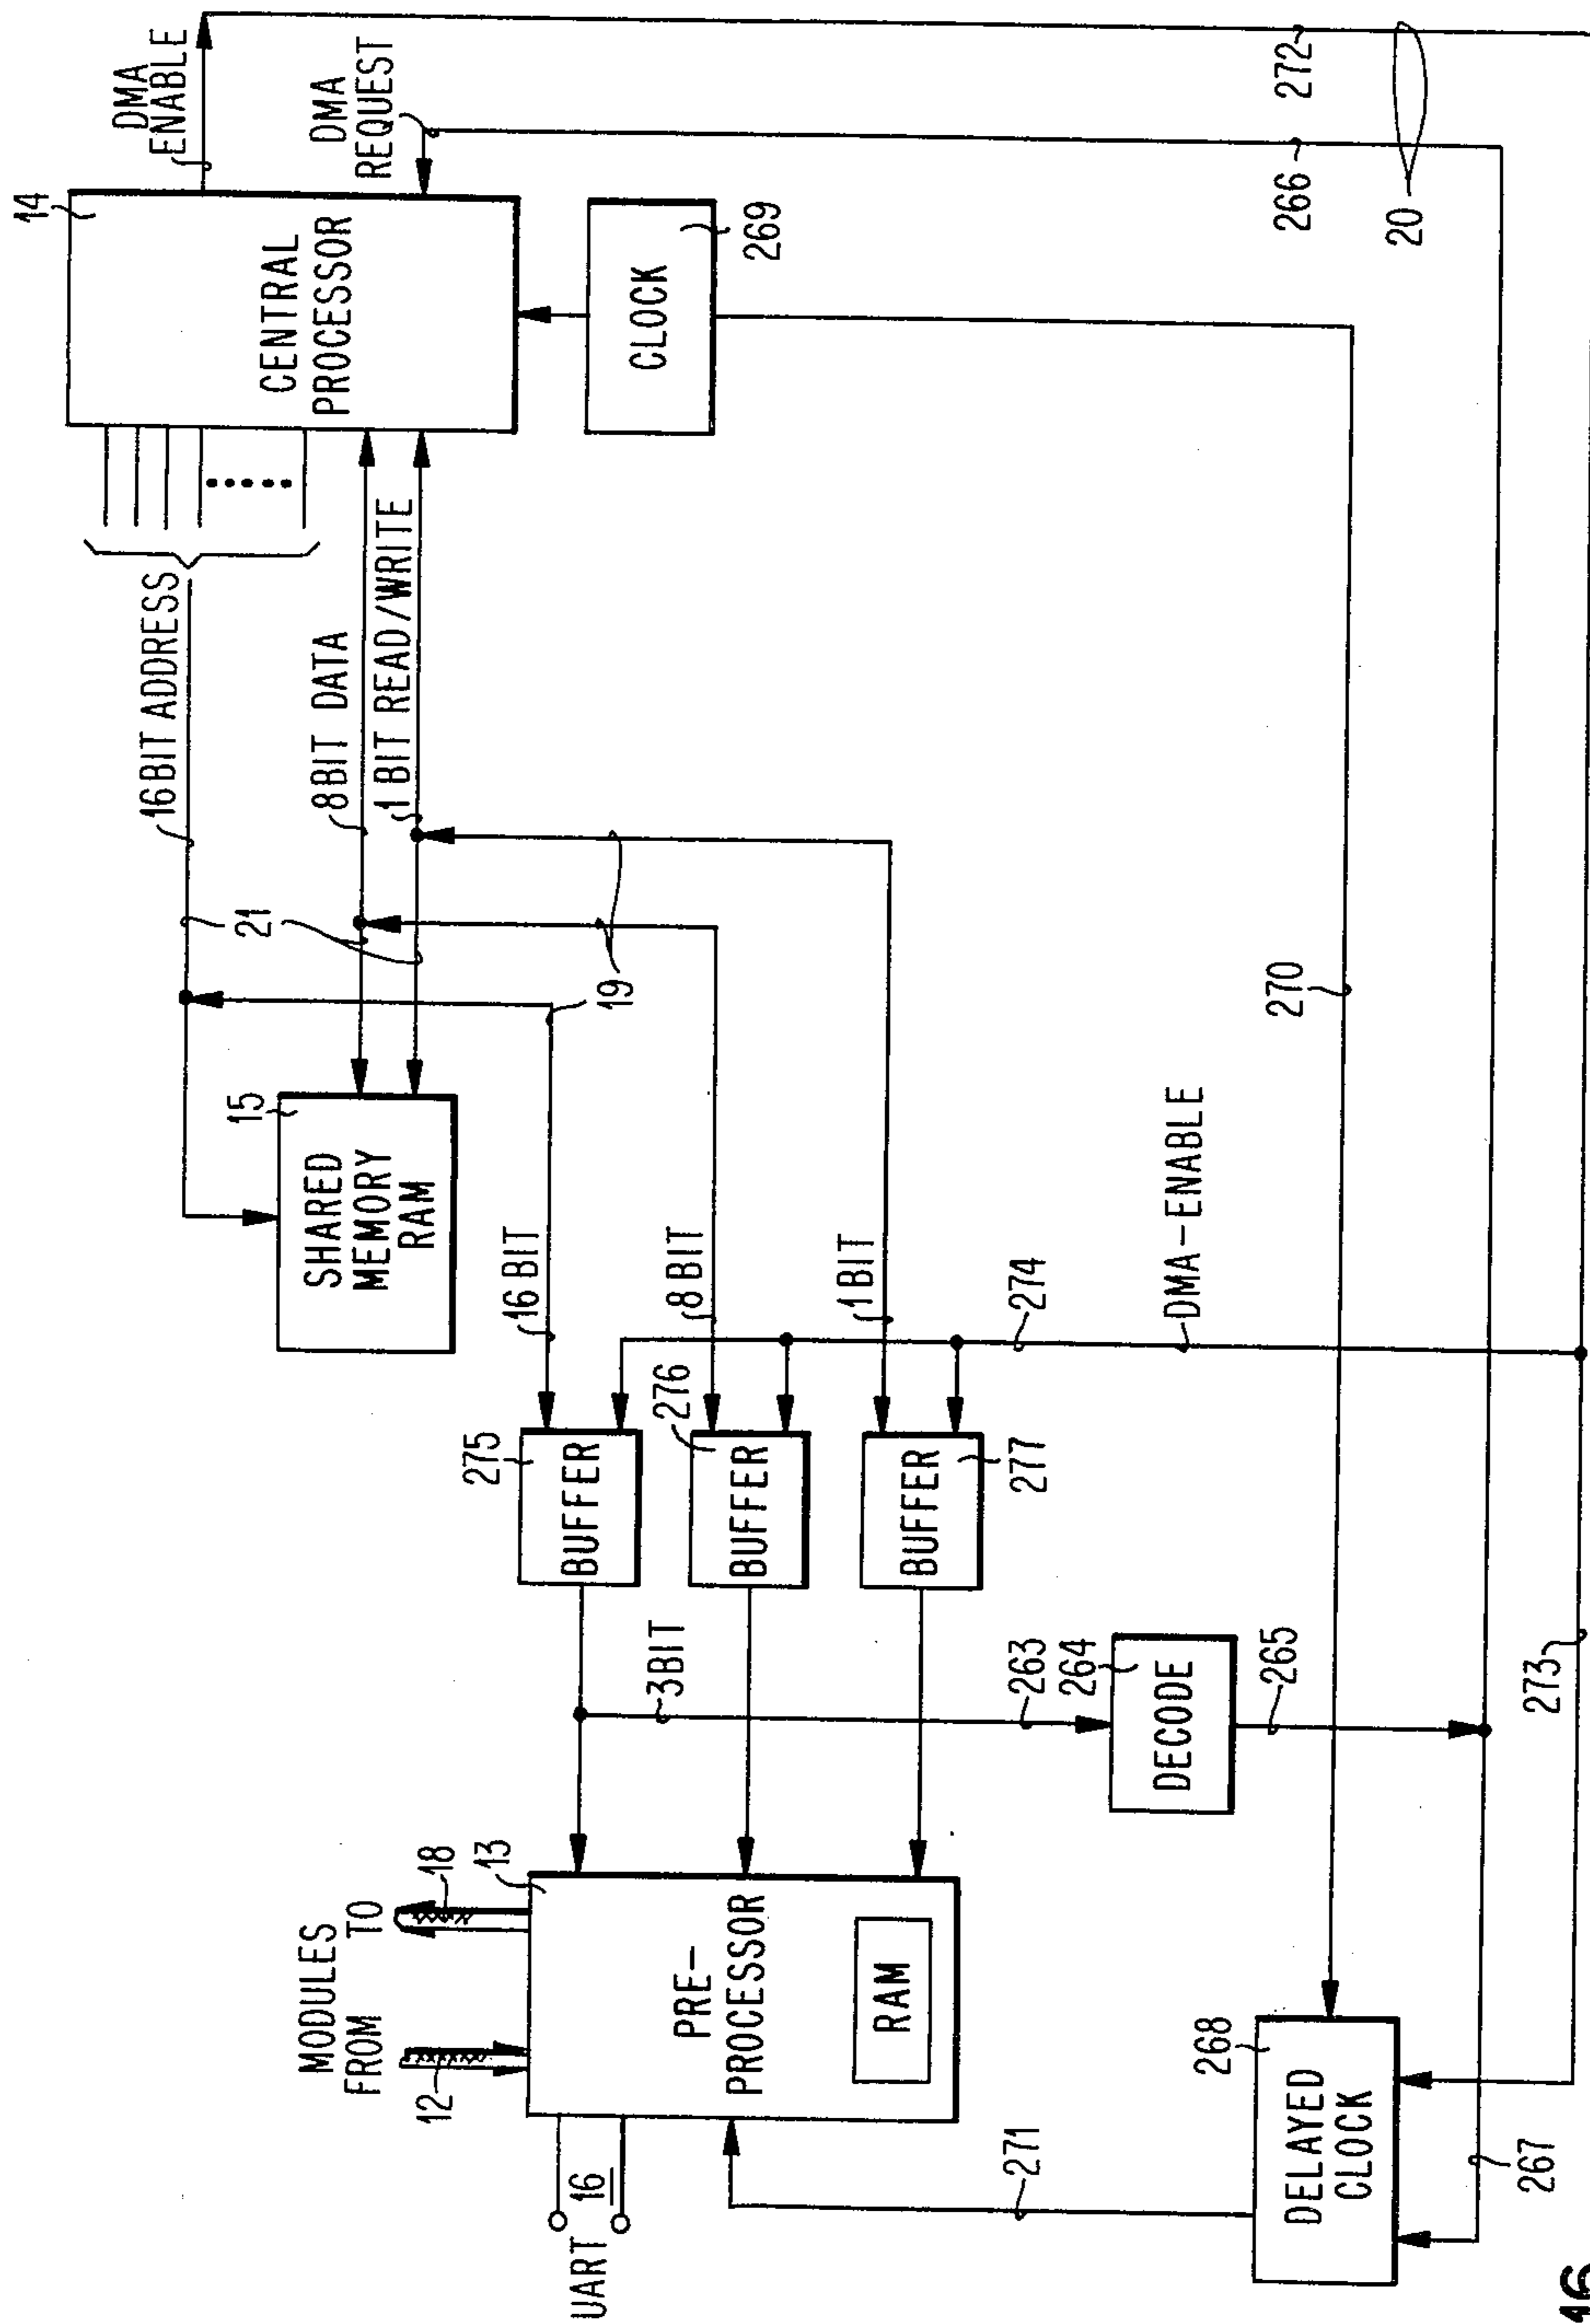 MODULES
FROM TO
12
18
13
PRE-
PROCESSOR
RAM
UART 16
271
268
DELAYED
CLOCK
267
275
BUFFER
276
BUFFER
277
BUFFER
3BIT
263
264
DECODE
265
273
16 BIT
8 BIT
1 BIT
274
DMA-ENABLE
15
SHARED
MEMORY
RAM
21
19
16 BIT ADDRESS
8 BIT DATA
1 BIT READ/WRITE
270
14
CENTRAL
PROCESSOR
CLOCK
269
DMA
ENABLE
DMA
REQUEST
266
272
20
16